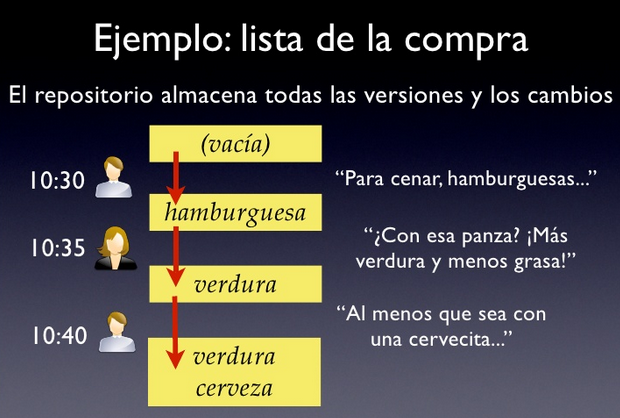 Ejemplo: lista de la compra
El repositorio almacena todas las versiones y los cambios
(vacía)
10:30
“Para cenar, hamburguesas...”
hamburguesa
10:35
“¿Con esa panza? ¡Más
verdura y menos grasa!”
verdura
10:40
“Al menos que sea con
una cervecita...”
verdura
cerveza